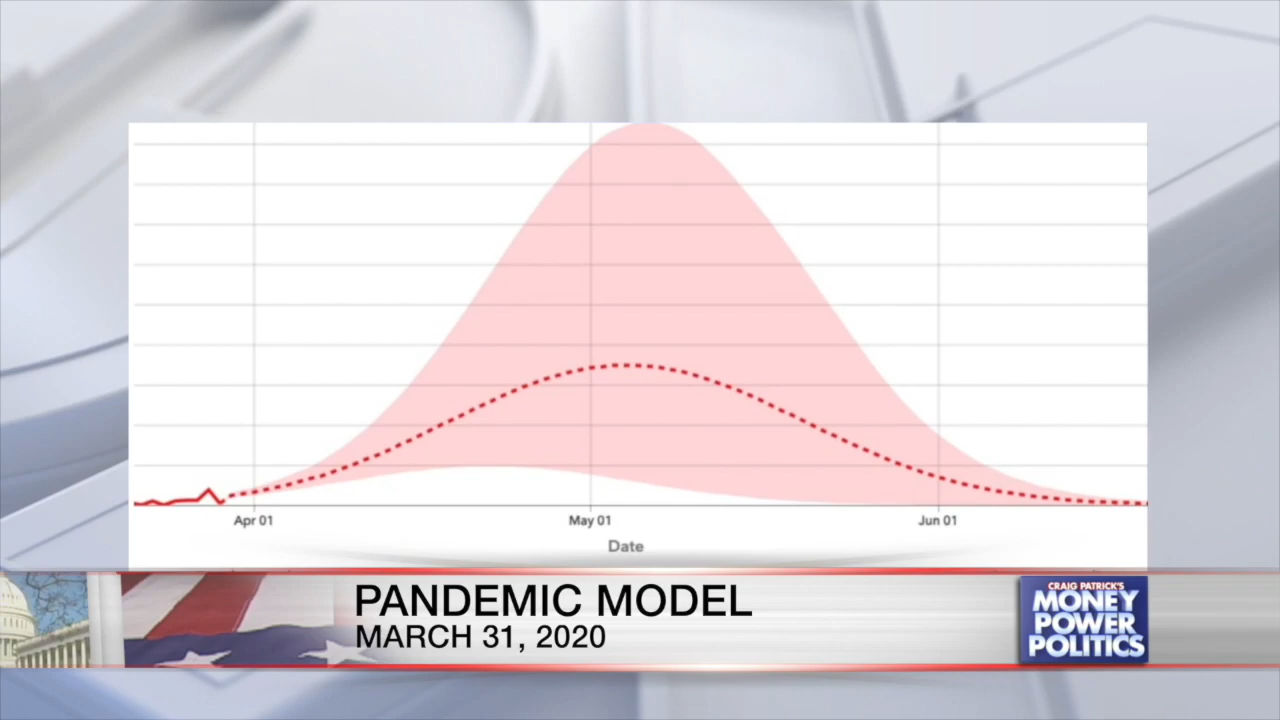 Apr 01
May 01
Jun 01
Date
PANDEMIC MODEL
MARCH 31, 2020
CRAIG PATRICK'S
MONEY
POWER
POLITICS